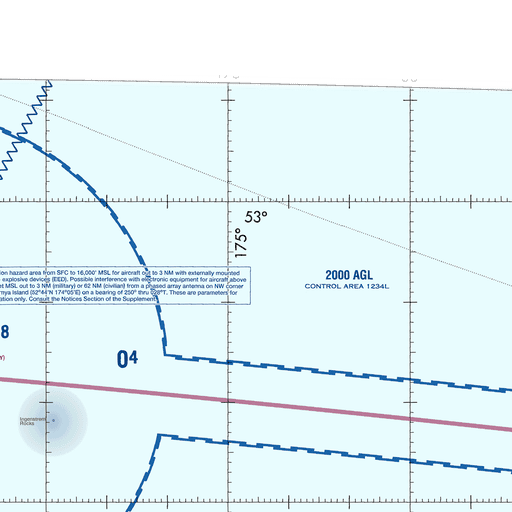 53°
175°
ion hazard area from SFC to 16,000' MSL for aircraft out to 3 NM with externally mounted
explosive devices (EED). Possible interference with electronic equipment for aircraft above
et MSL out to 3 NM (military) or 62 NM (civilian) from a phased array antenna on NW corner
mya Island (52°44'N 174°05'E) on a bearing of 250° thru 28°T. These are parameters for
ation only. Consult the Notices Section of the Supplement.
2000 AGL
CONTROL AREA 1234L
8
04
Y)
Ingenstrem
Rocks